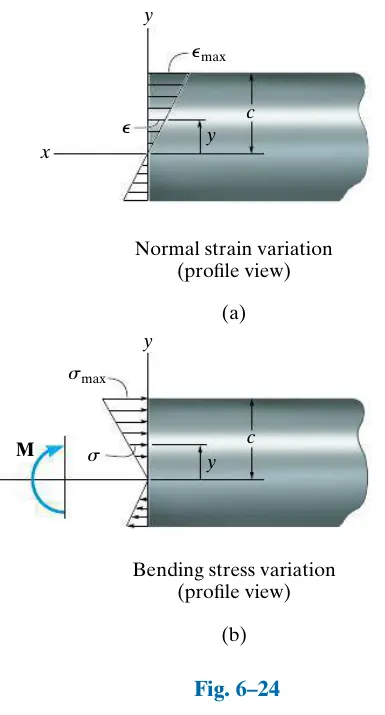 y
ϵmax
c
ϵ
y
x
Normal strain variation
(profile view)
(a)
y
σmax
c
M
σ
y
Bending stress variation
(profile view)
(b)
Fig. 6–24